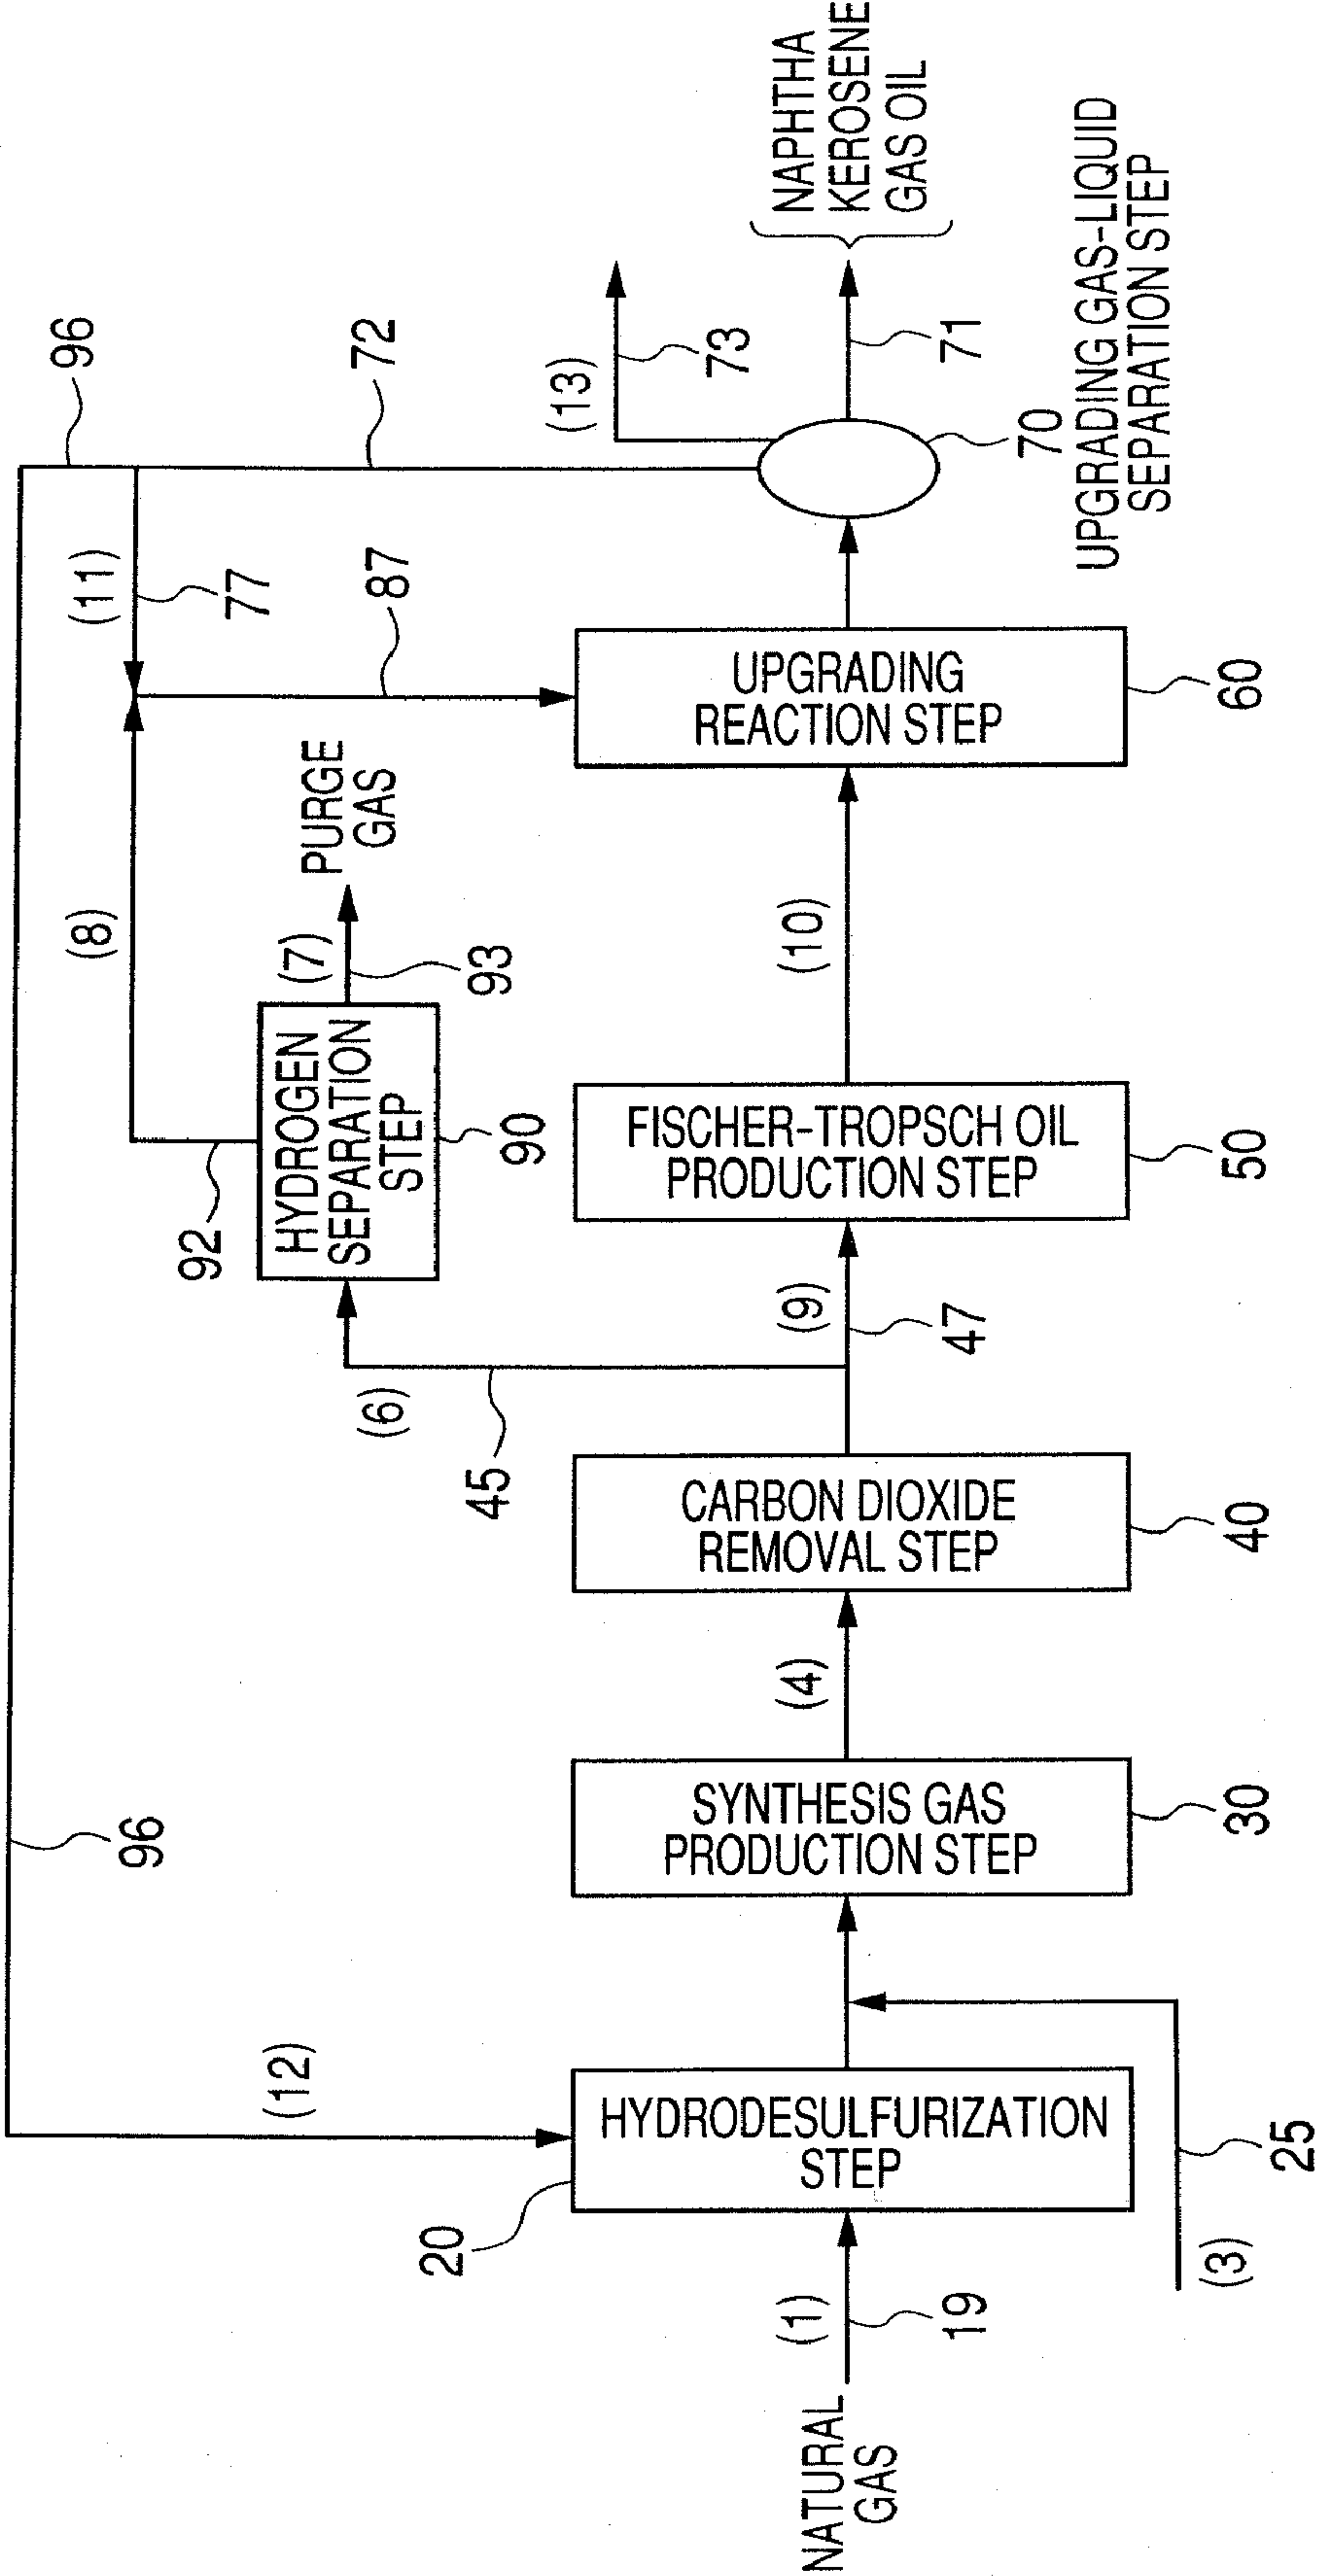 96
96
72
(11)
77
(8)
87
(13)
73
NAPHTHA
KEROSENE
GAS OIL
71
70
UPGRADING GAS-LIQUID
SEPARATION STEP
PURGE
GAS
(7)
93
92
HYDROGEN
SEPARATION
STEP
90
(6)
45
(12)
20
NATURAL
GAS
(1)
19
HYDRODESULFURIZATION
STEP
(3)
25
SYNTHESIS GAS
PRODUCTION STEP
30
(4)
CARBON DIOXIDE
REMOVAL STEP
40
(9)
47
FISCHER-TROPSCH OIL
PRODUCTION STEP
50
(10)
UPGRADING
REACTION STEP
60